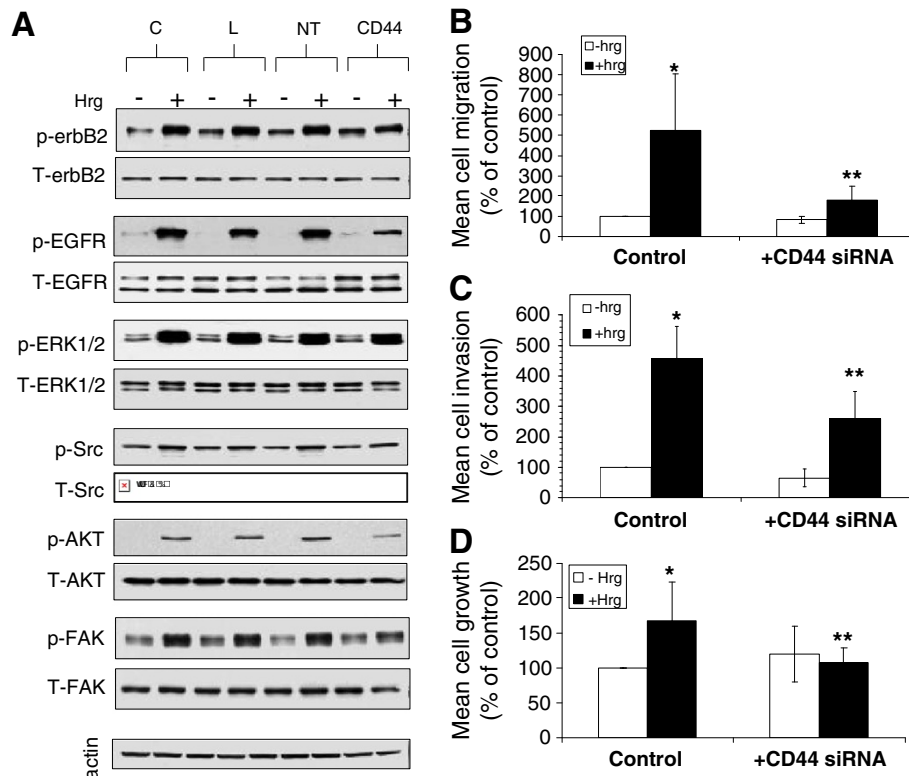 A
C L NT CD44
Hrg - + - + - + - +
p-erbB2
T-erbB2
p-EGFR
T-EGFR
p-ERK1/2
T-ERK1/2
p-Src
T-Src
p-AKT
T-AKT
p-FAK
T-FAK
actin
B
Mean cell migration
(% of control)
900
800
700
600
500
400
300
200
100
0
-hrg
+hrg
*
**
Control +CD44 siRNA
C
Mean cell invasion
(% of control)
600
500
400
300
200
100
0
-hrg
+hrg
*
**
Control +CD44 siRNA
D
Mean cell growth
(% of control)
250
200
150
100
50
0
- Hrg
+Hrg
*
**
Control +CD44 siRNA